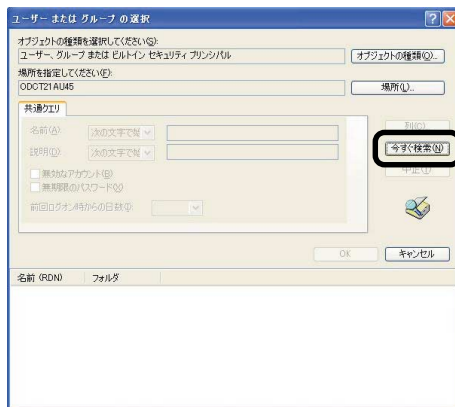 ユーザー または グループ の選択
オブジェクトの種類を選択してください(S):
ユーザー、グループ または ビルトイン セキュリティ プリンシパル
オブジェクトの種類(O)...
場所を指定してください(F):
ODCT21AU45
場所(L)...
共通クエリ
列(C)...
名前(A):
次の文字で始
今すぐ検索(N)
説明(D):
次の文字で始
中止(T)
無効なアカウント(B)
無期限のパスワード(X)
前回ログオン時からの日数(I):
OK
キャンセル
名前 (RDN) フォルダ